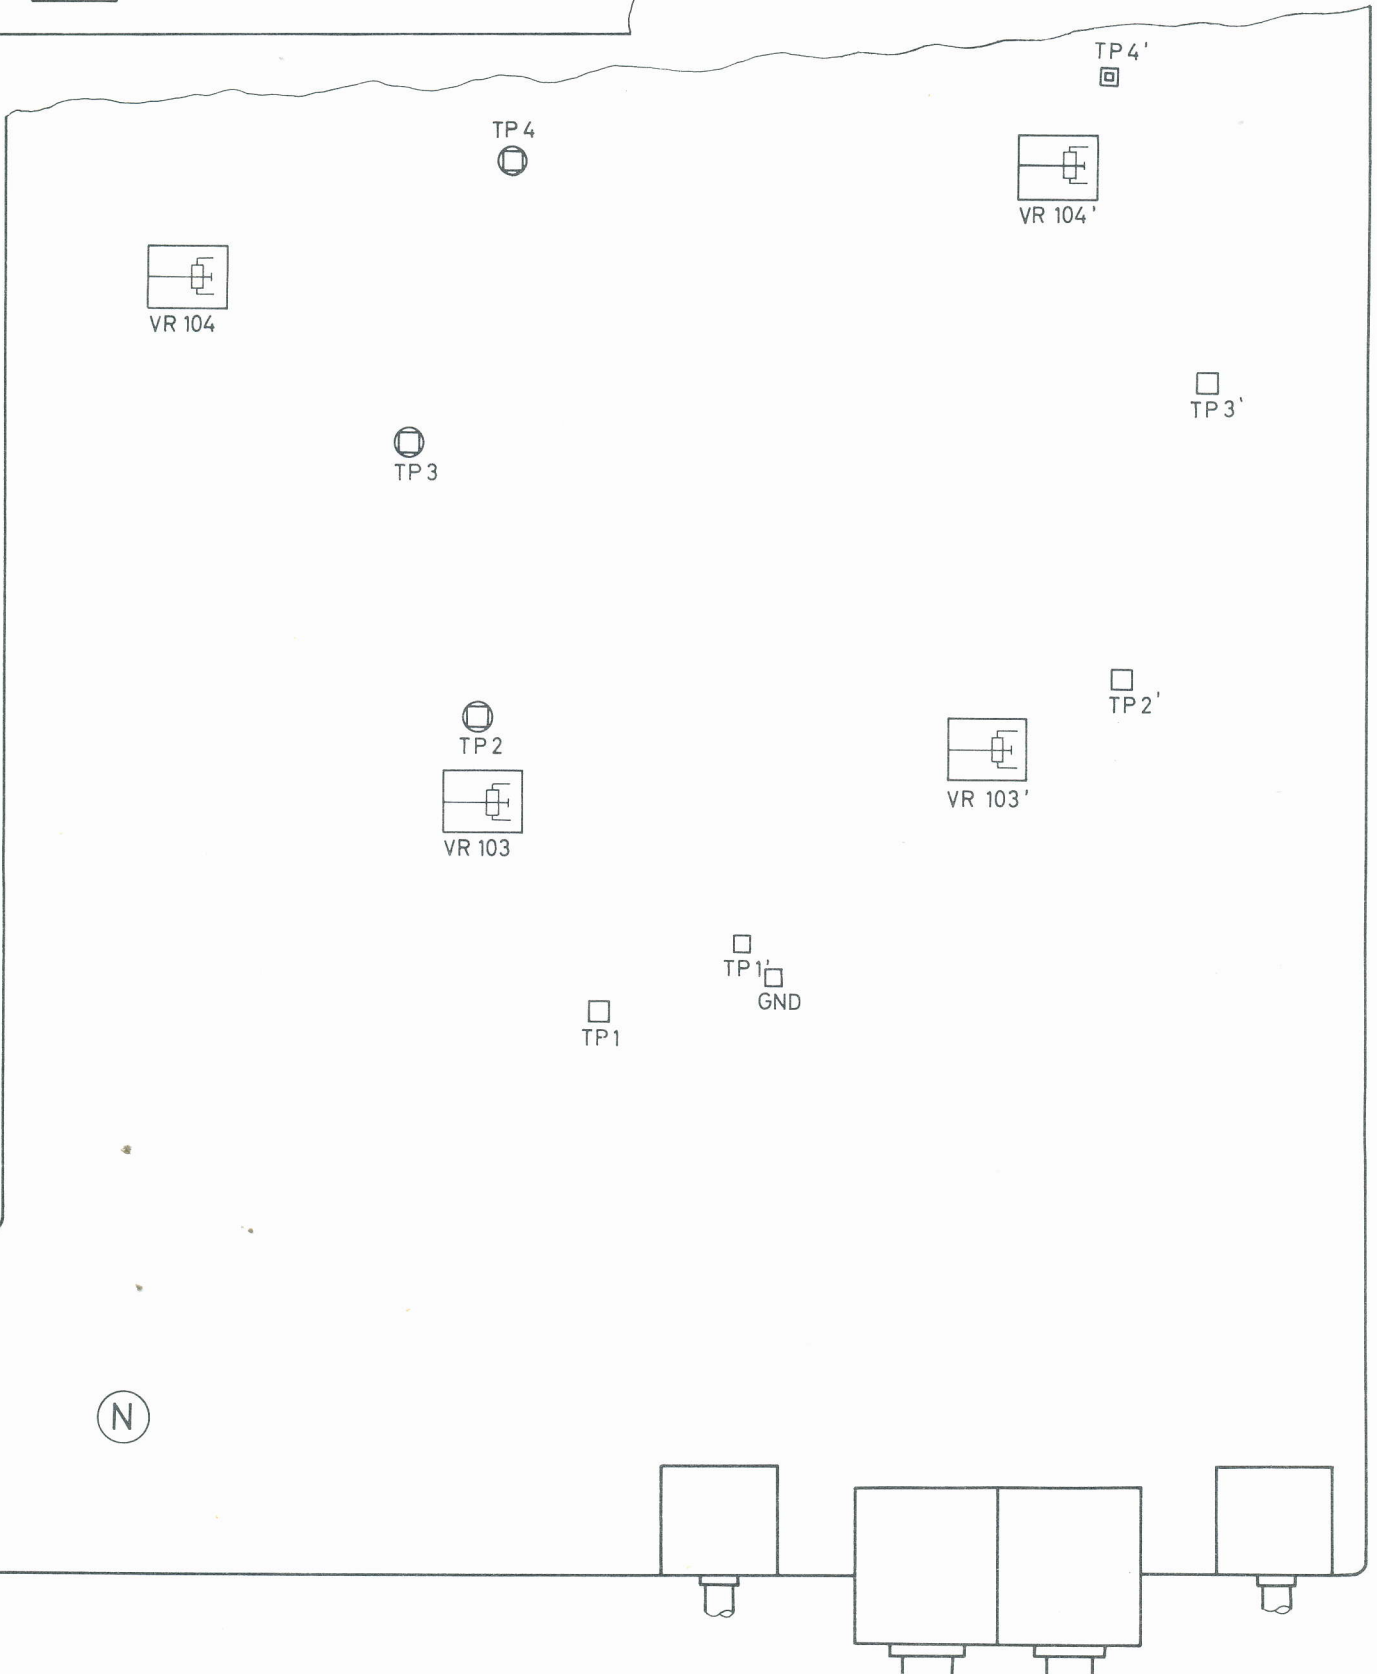 TP4'
TP4
VR 104'
VR 104
TP3'
TP3
TP2'
TP2
VR 103'
VR 103
TP1'
GND
TP1
N